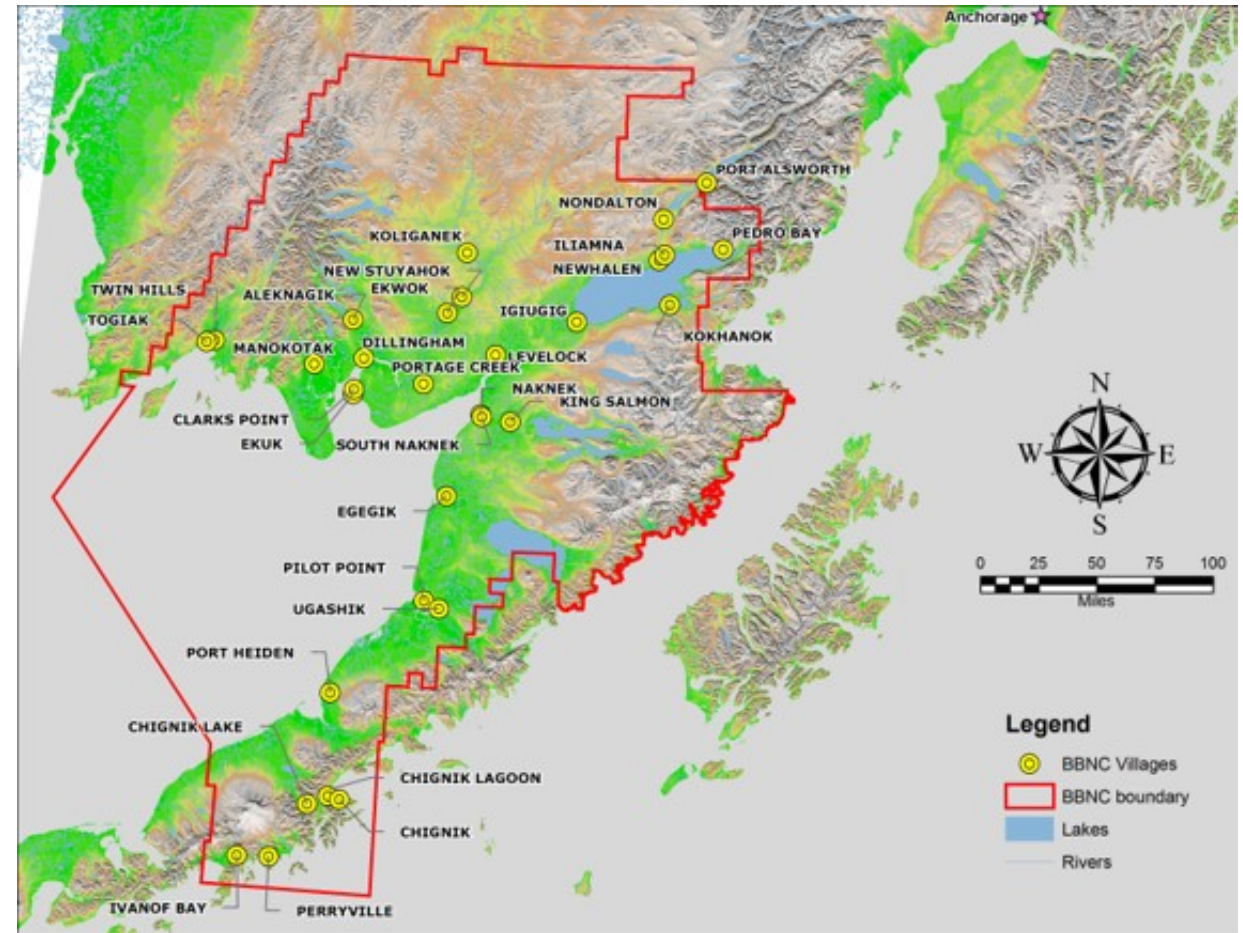 Anchorage
PORT ALSWORTH
NONDALTON
PEDRO BAY
KOLIGANEK
ILIAMNA
NEWHALEN
NEW STUYAHOK
EKWOK
TWIN HILLS
ALEKNAGIK
IGIUGIG
TOGIAK
KOKHANOK
MANOKOTAK
DILLINGHAM
LEVELOCK
PORTAGE CREEK
NAKNEK
KING SALMON
CLARKS POINT
EKUK
SOUTH NAKNEK
N
W
E
S
EGEGIK
PILOT POINT
0 25 50 75 100
Miles
UGASHIK
PORT HEIDEN
CHIGNIK LAKE
CHIGNIK LAGOON
CHIGNIK
IVANOF BAY
PERRYVILLE
Legend
BBNC Villages
BBNC boundary
Lakes
Rivers